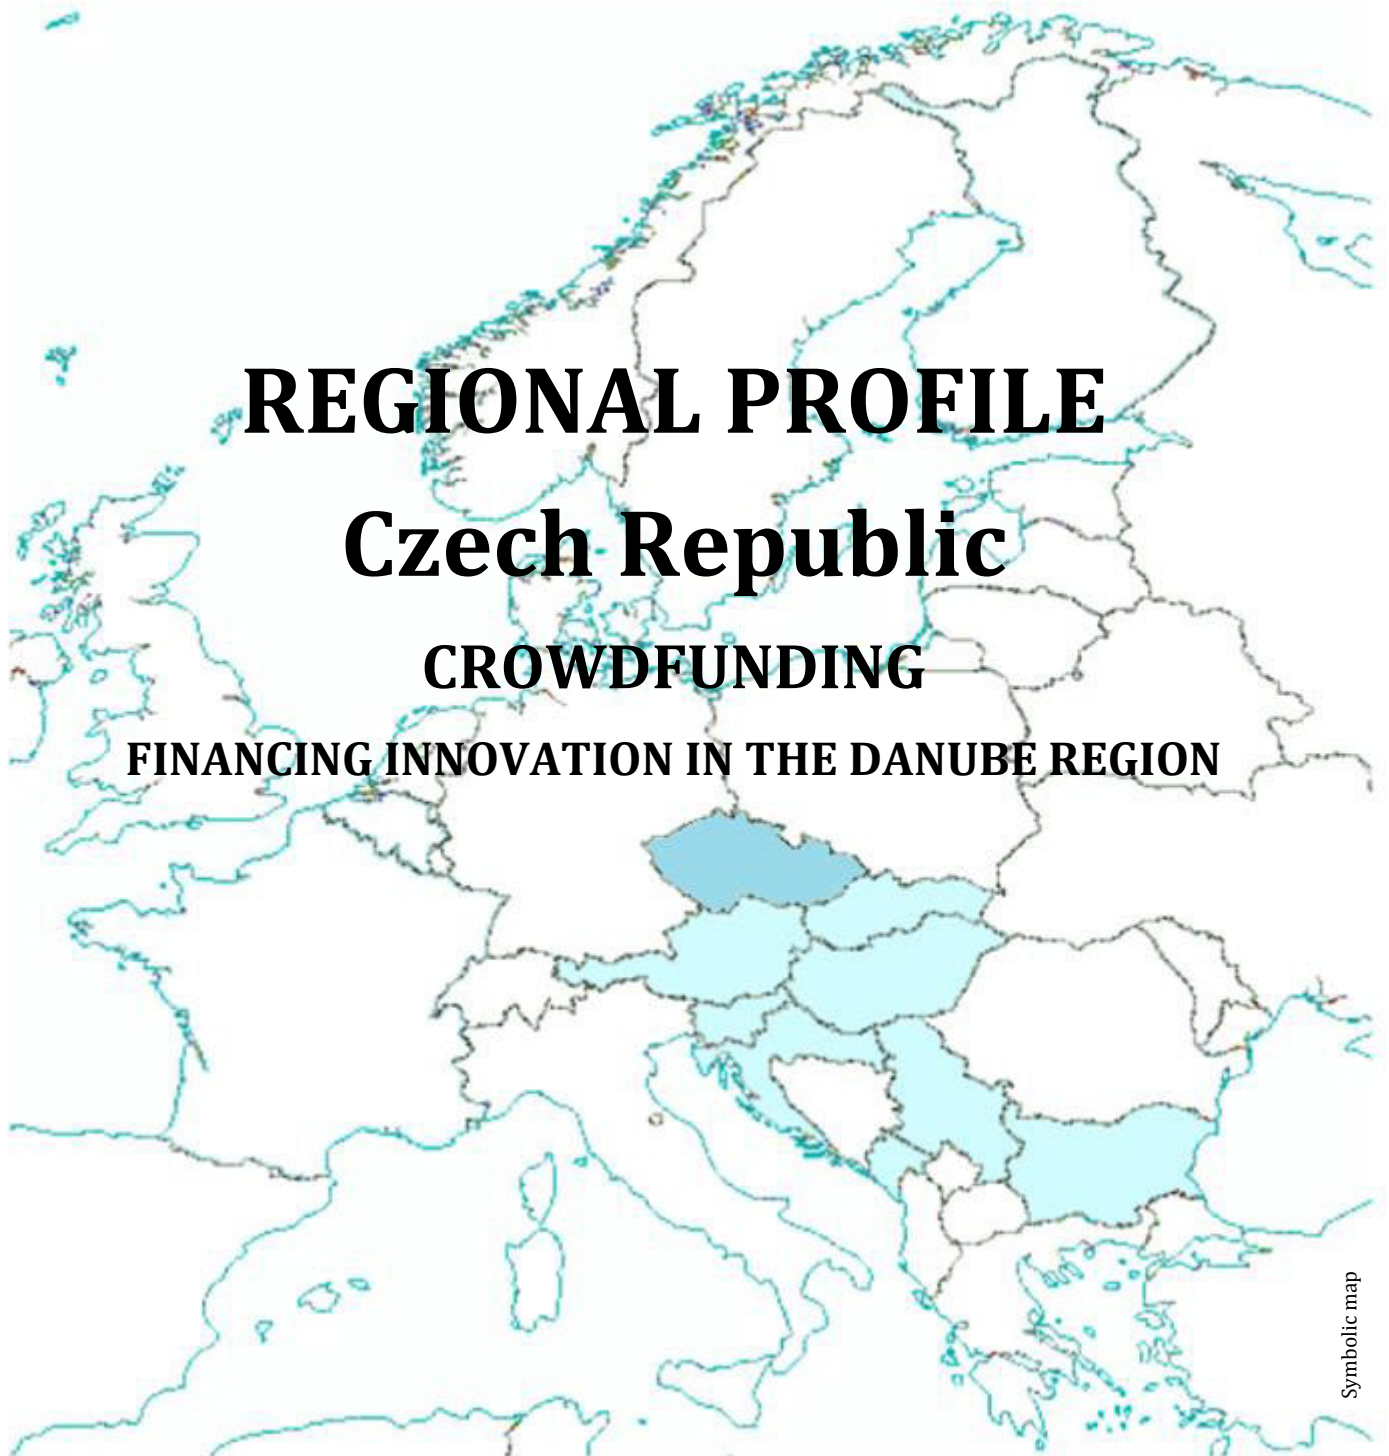 REGIONAL PROFILE
Czech Republic
CROWDFUNDING
FINANCING INNOVATION IN THE DANUBE REGION
Symbolic map